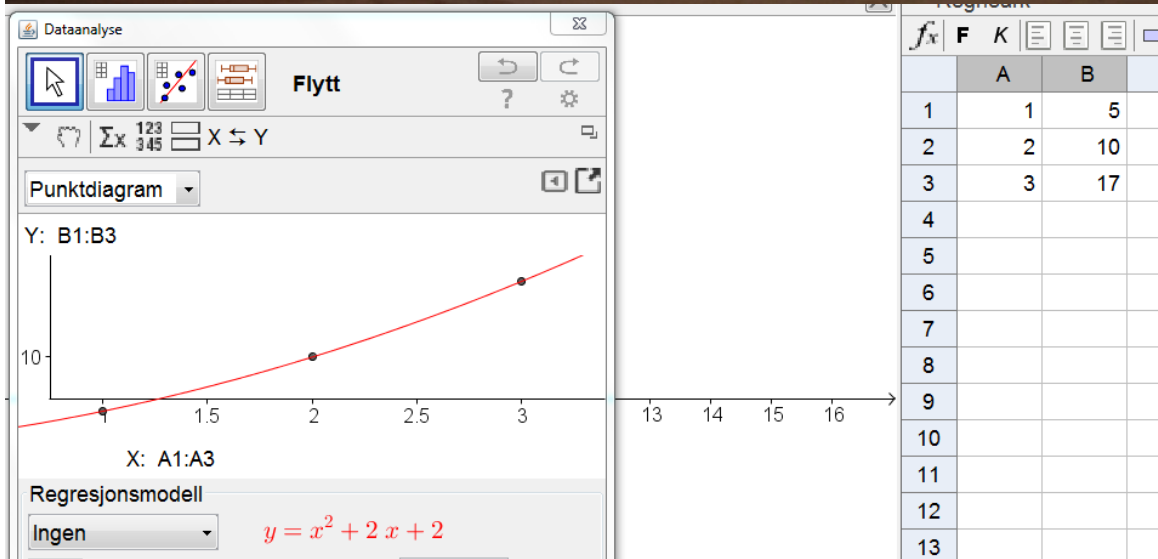 Dataanalyse
Flytt
?
Σx 123 345 X ⇆ Y
Punktdiagram
Y: B1:B3
10
1.5 2 2.5 3
X: A1:A3
Regresjonsmodell
Ingen
y = x² + 2 x + 2
13 14 15 16
fx F K
A B
1 1 5
2 2 10
3 3 17
4
5
6
7
8
9
10
11
12
13